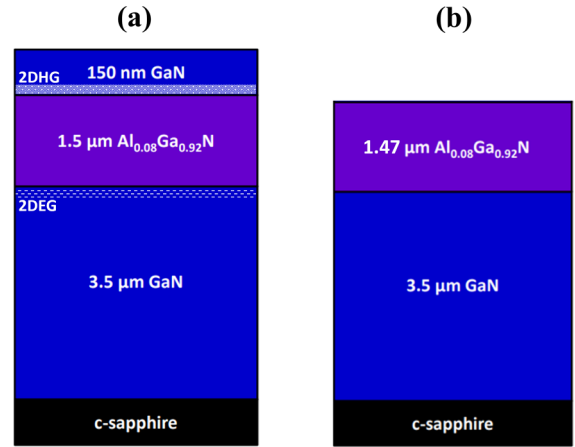 (a)
(b)
2DHG
150 nm GaN
1.5 μm Al₀.₀₈Ga₀.₉₂N
2DEG
3.5 μm GaN
c-sapphire
1.47 μm Al₀.₀₈Ga₀.₉₂N
3.5 μm GaN
c-sapphire